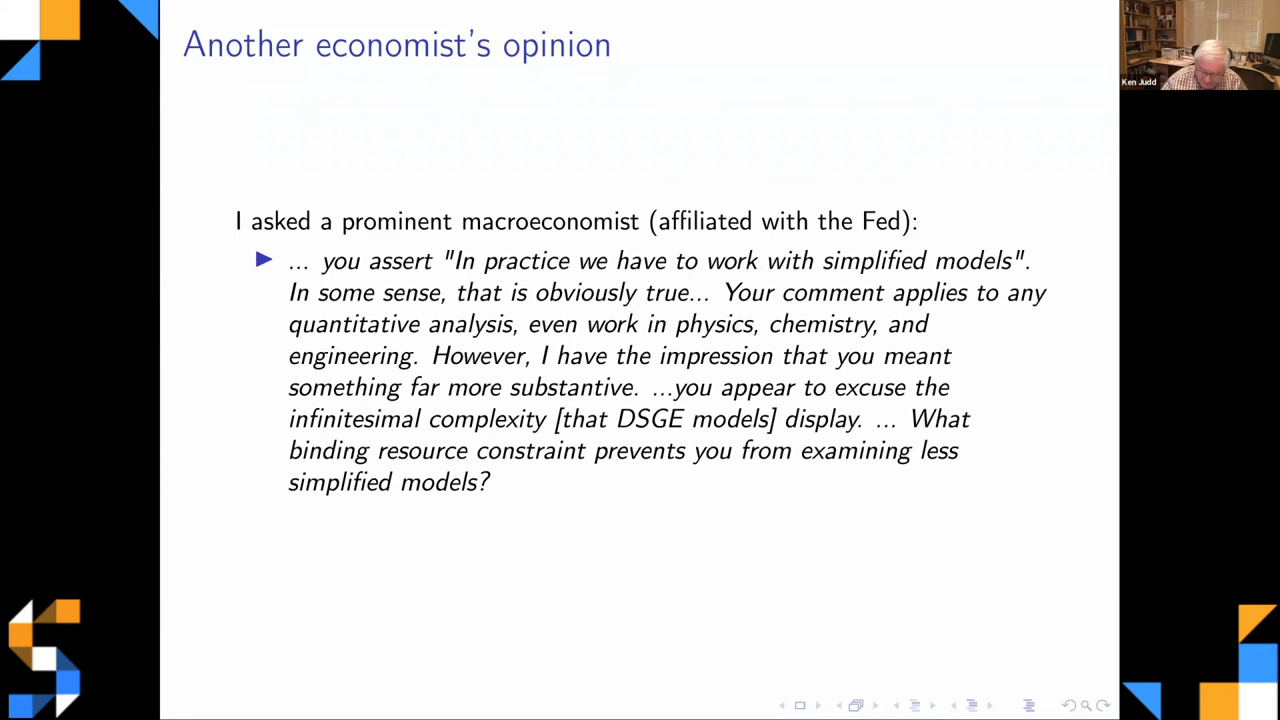 Another economist's opinion
Ken Judd
I asked a prominent macroeconomist (affiliated with the Fed):
... you assert "In practice we have to work with simplified models".
In some sense, that is obviously true... Your comment applies to any
quantitative analysis, even work in physics, chemistry, and
engineering. However, I have the impression that you meant
something far more substantive. ...you appear to excuse the
infinitesimal complexity [that DSGE models] display. ... What
binding resource constraint prevents you from examining less
simplified models?